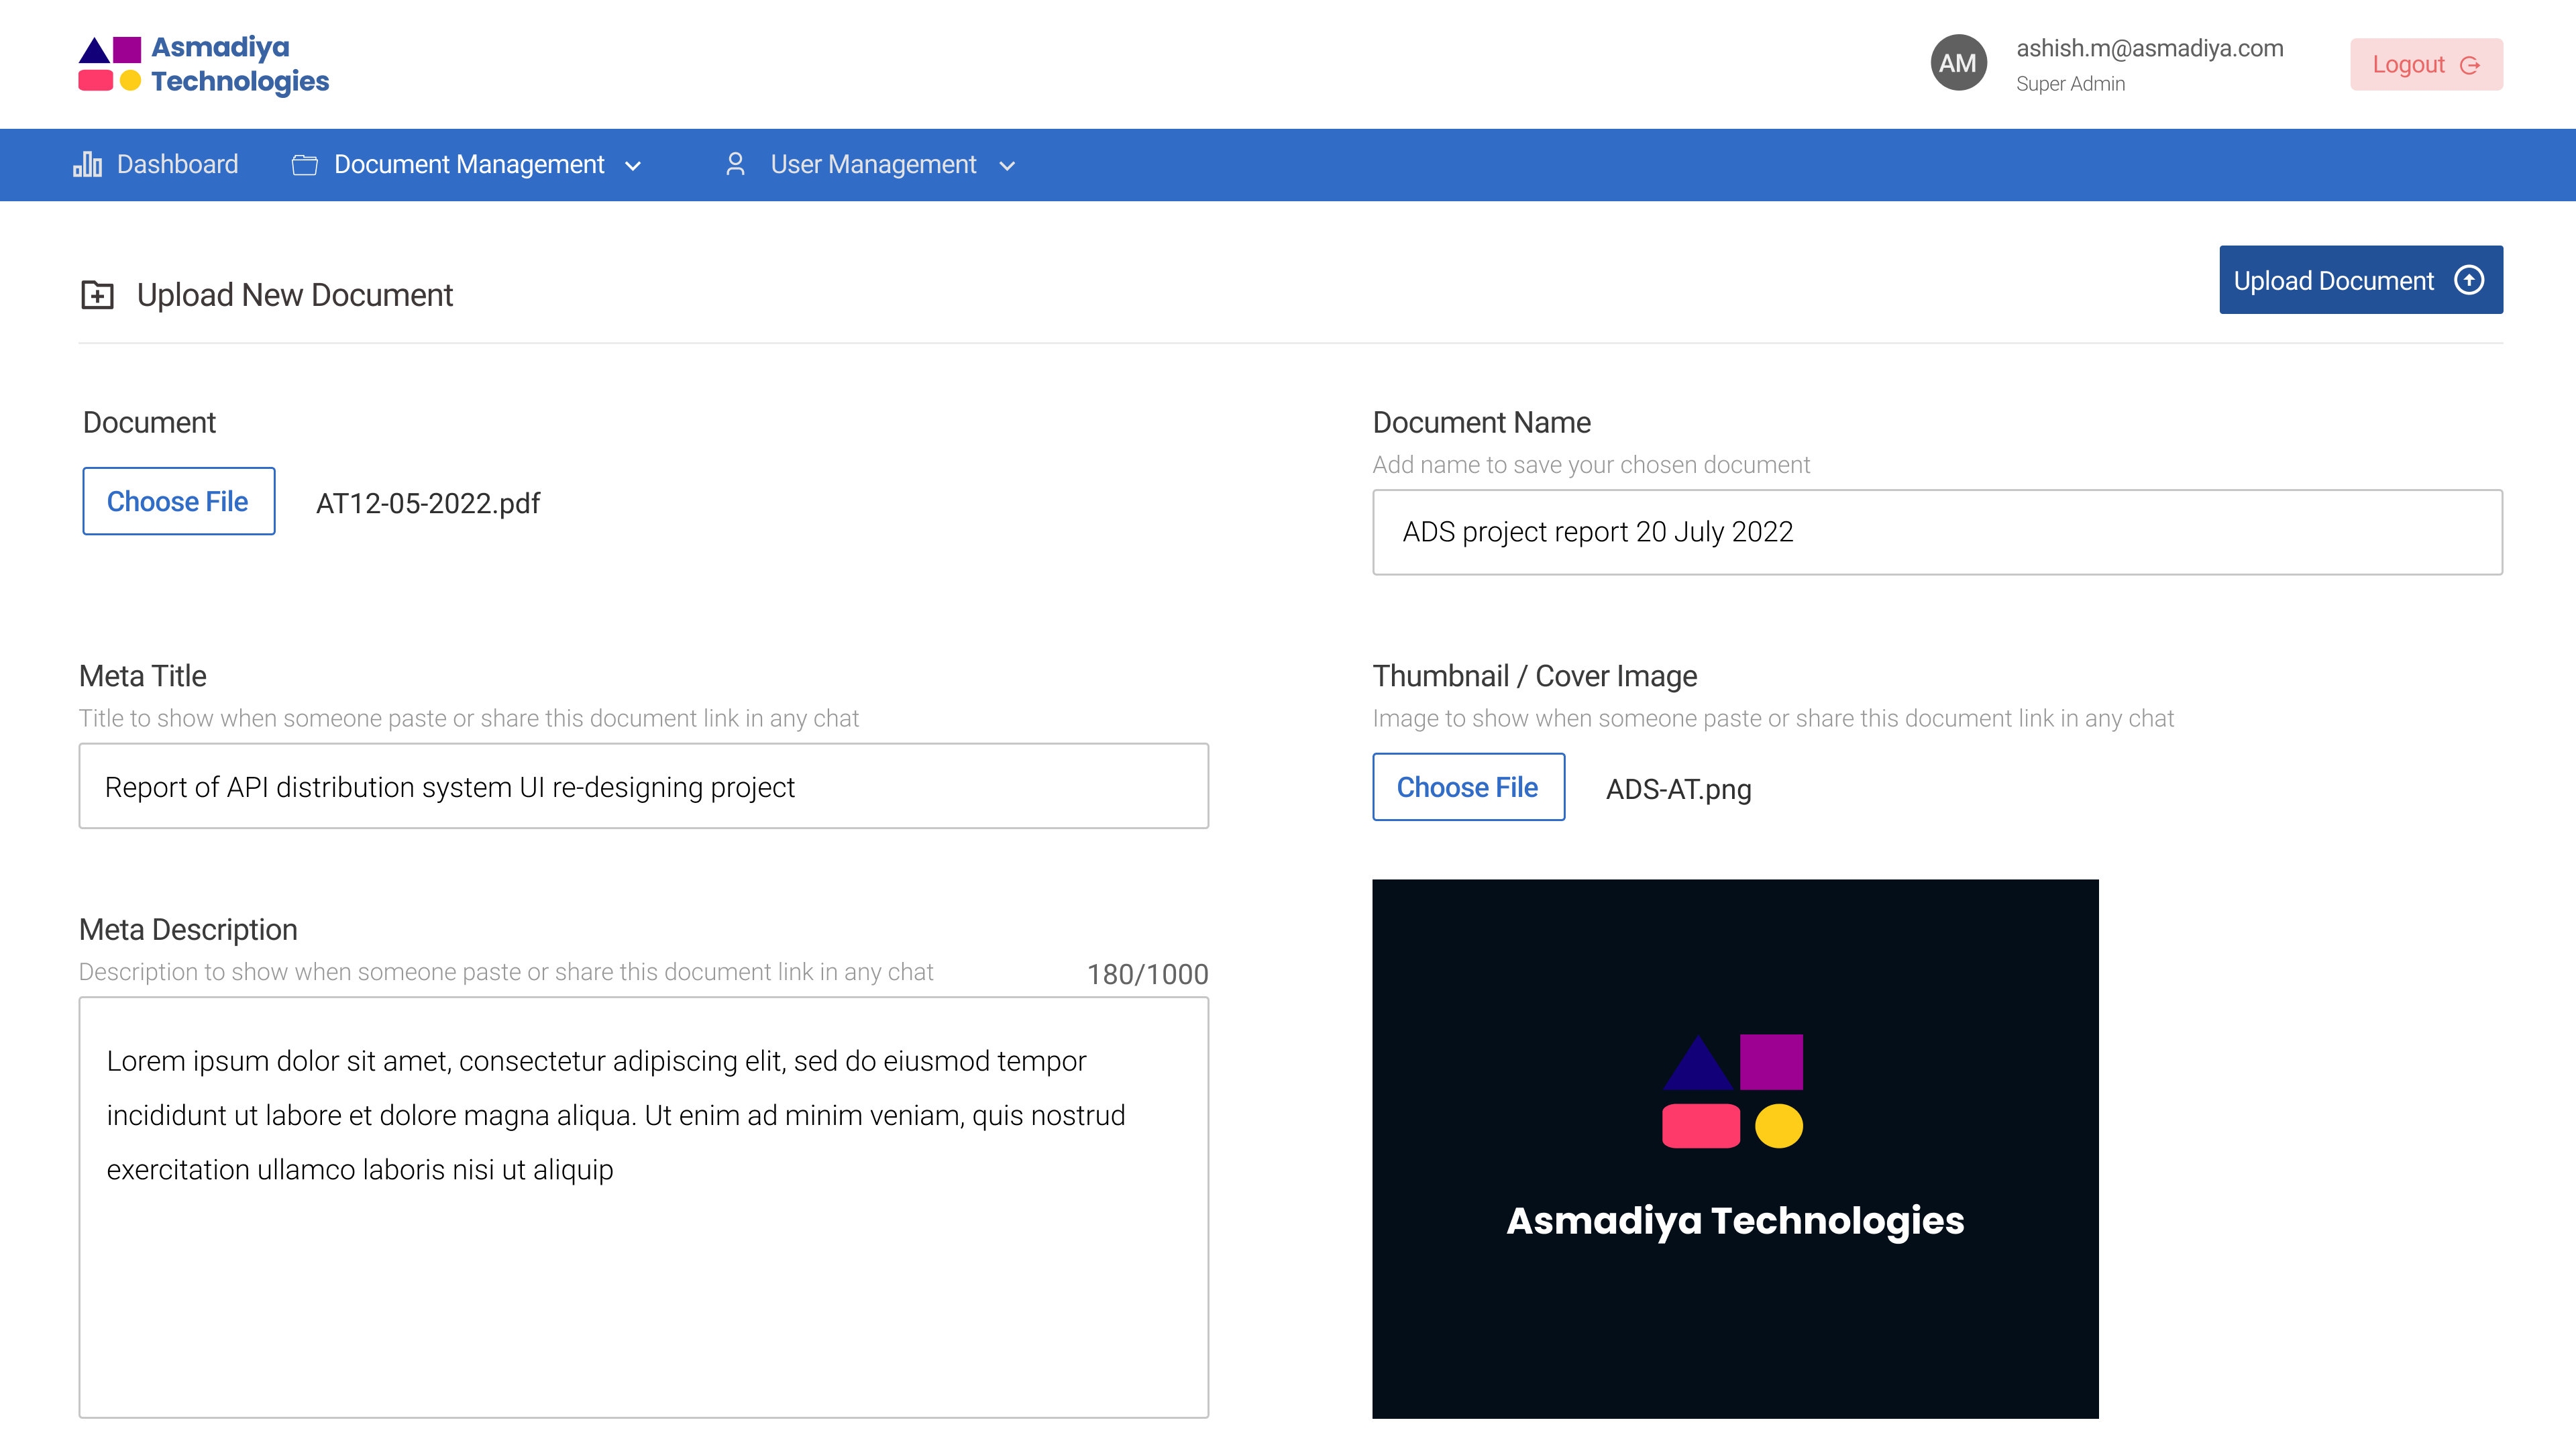 Asmadiya
Technologies
AM
ashish.m@asmadiya.com
Super Admin
Logout
Dashboard
Document Management
User Management
Upload New Document
Upload Document
Document
Choose File
AT12-05-2022.pdf
Document Name
Add name to save your chosen document
ADS project report 20 July 2022
Meta Title
Title to show when someone paste or share this document link in any chat
Report of API distribution system UI re-designing project
Thumbnail / Cover Image
Image to show when someone paste or share this document link in any chat
Choose File
ADS-AT.png
Meta Description
Description to show when someone paste or share this document link in any chat
180/1000
Lorem ipsum dolor sit amet, consectetur adipiscing elit, sed do eiusmod tempor
incididunt ut labore et dolore magna aliqua. Ut enim ad minim veniam, quis nostrud
exercitation ullamco laboris nisi ut aliquip
Asmadiya Technologies